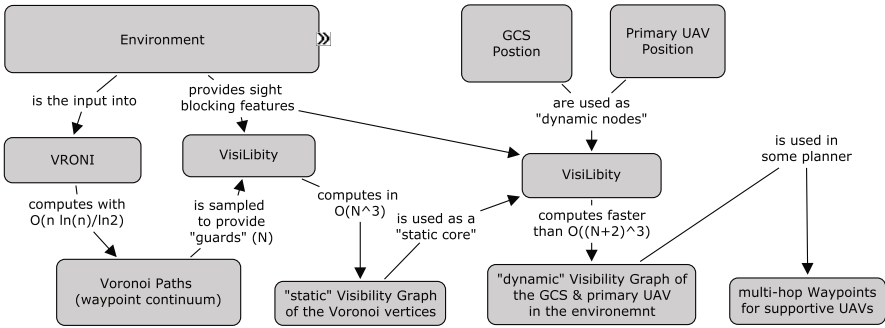 Environment
GCS
Postion
Primary UAV
Position
is the input into
provides sight
blocking features
are used as
"dynamic nodes"
is used in
some planner
VRONI
VisiLibity
VisiLibity
computes with
O(n ln(n)/ln2)
is sampled
to provide
"guards" (N)
computes in
O(N^3)
is used as a
"static core"
computes faster
than O((N+2)^3)
Voronoi Paths
(waypoint continuum)
"static" Visibility Graph
of the Voronoi vertices
"dynamic" Visibility Graph of
the GCS & primary UAV
in the environemnt
multi-hop Waypoints
for supportive UAVs